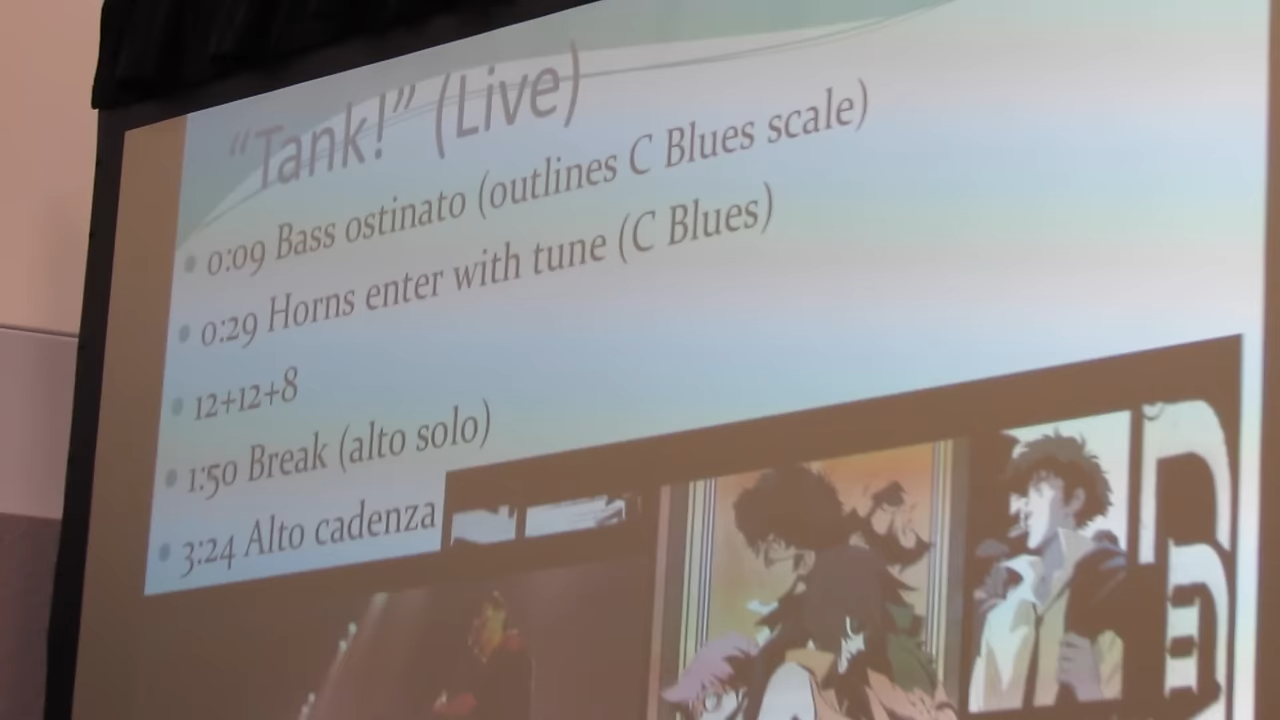 “Tank!” (Live)
0:09 Bass ostinato (outlines C Blues scale)
0:29 Horns enter with tune (C Blues)
12+12+8
1:50 Break (alto solo)
3:24 Alto cadenza